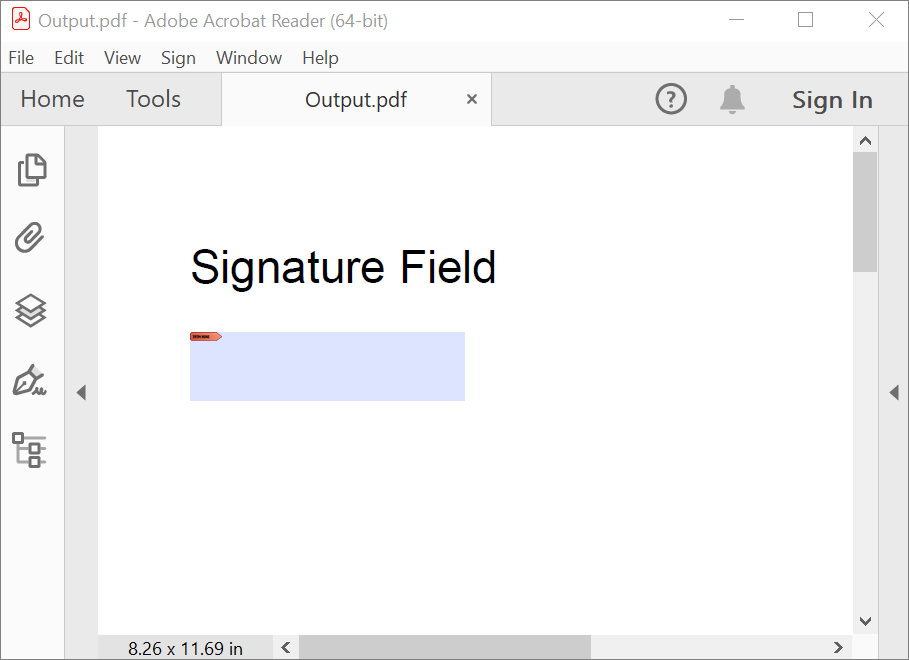 Output.pdf - Adobe Acrobat Reader (64-bit)
File Edit View Sign Window Help
Home Tools Output.pdf × ? Sign In
Signature Field
8.26 x 11.69 in